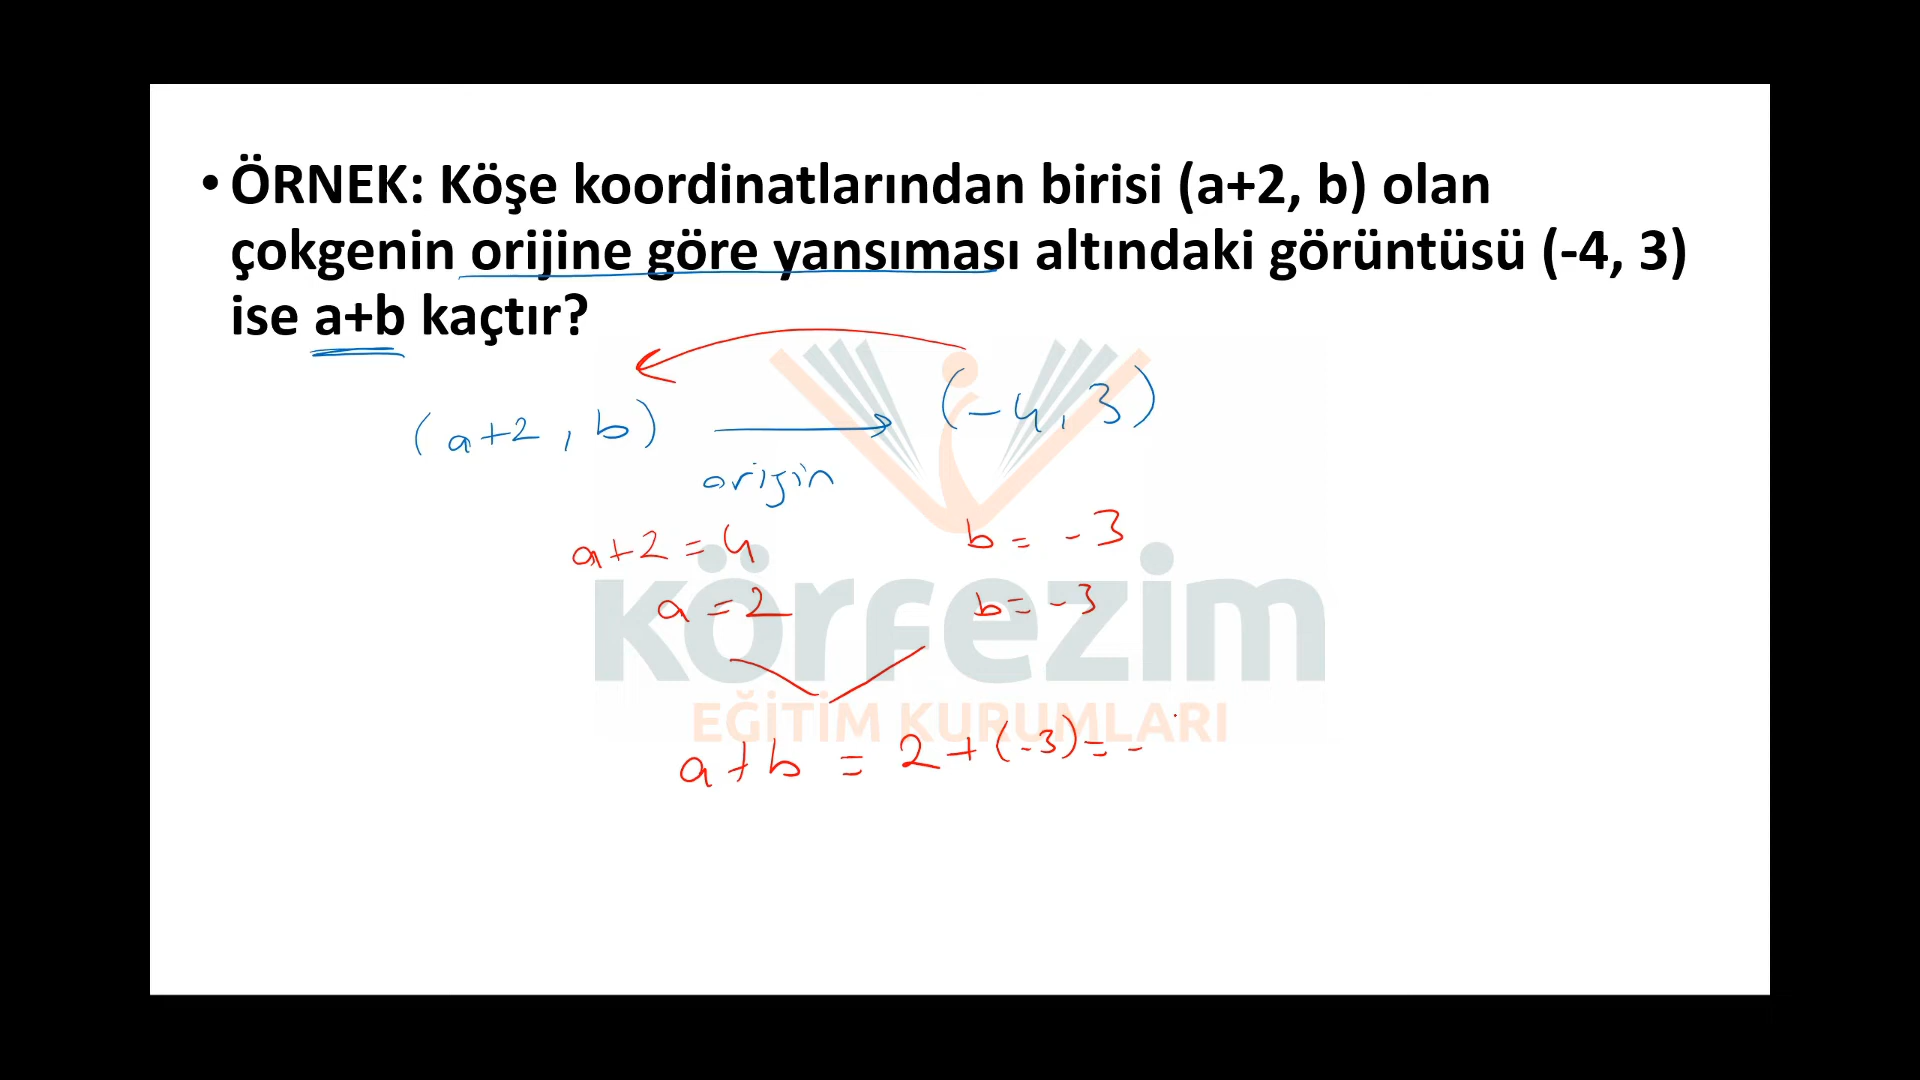 • ÖRNEK: Köşe koordinatlarından birisi (a+2, b) olan
çokgenin orijine göre yansıması altındaki görüntüsü (-4, 3)
ise a+b kaçtır?
(a+2, b) (-4, 3)
orijin
a+2=4 b= -3
a=2 b=-3
körfezim
EĞİTİM KURUMLARI
a+b = 2+(-3)= -